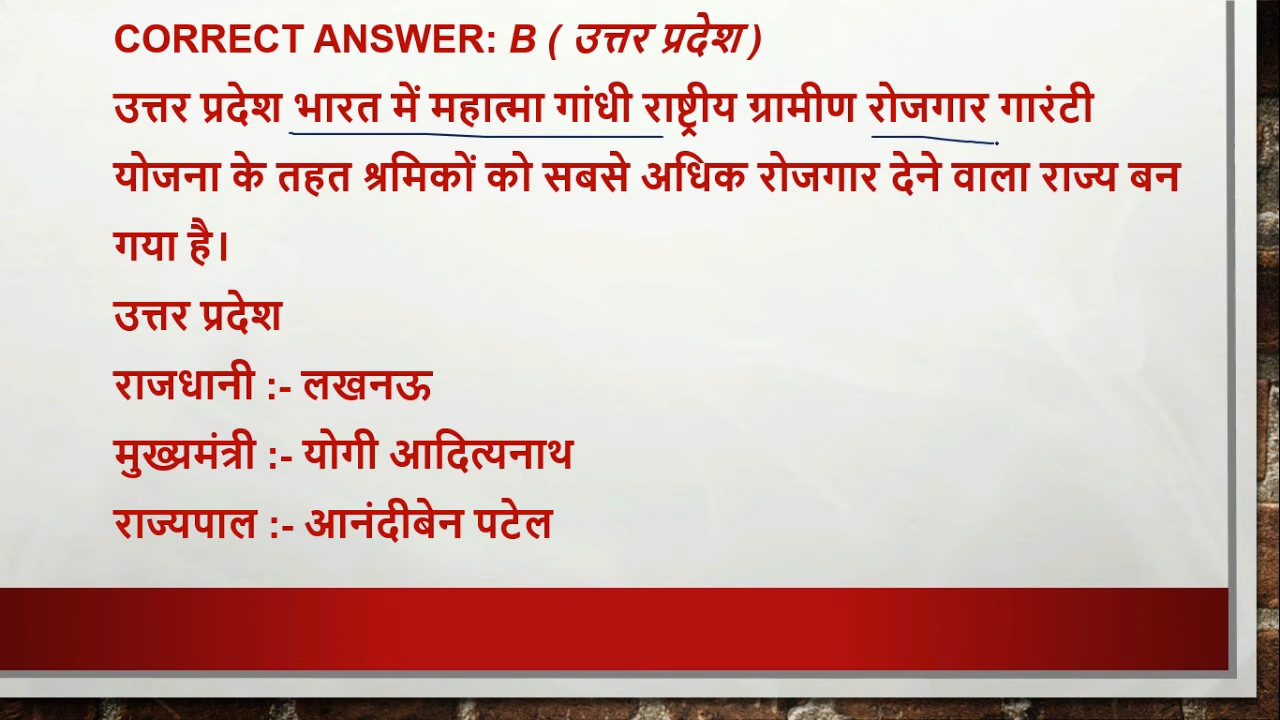 CORRECT ANSWER: B ( उत्तर प्रदेश )
उत्तर प्रदेश भारत में महात्मा गांधी राष्ट्रीय ग्रामीण रोजगार गारंटी
योजना के तहत श्रमिकों को सबसे अधिक रोजगार देने वाला राज्य बन
गया है।
उत्तर प्रदेश
राजधानी :- लखनऊ
मुख्यमंत्री :- योगी आदित्यनाथ
राज्यपाल :- आनंदीबेन पटेल